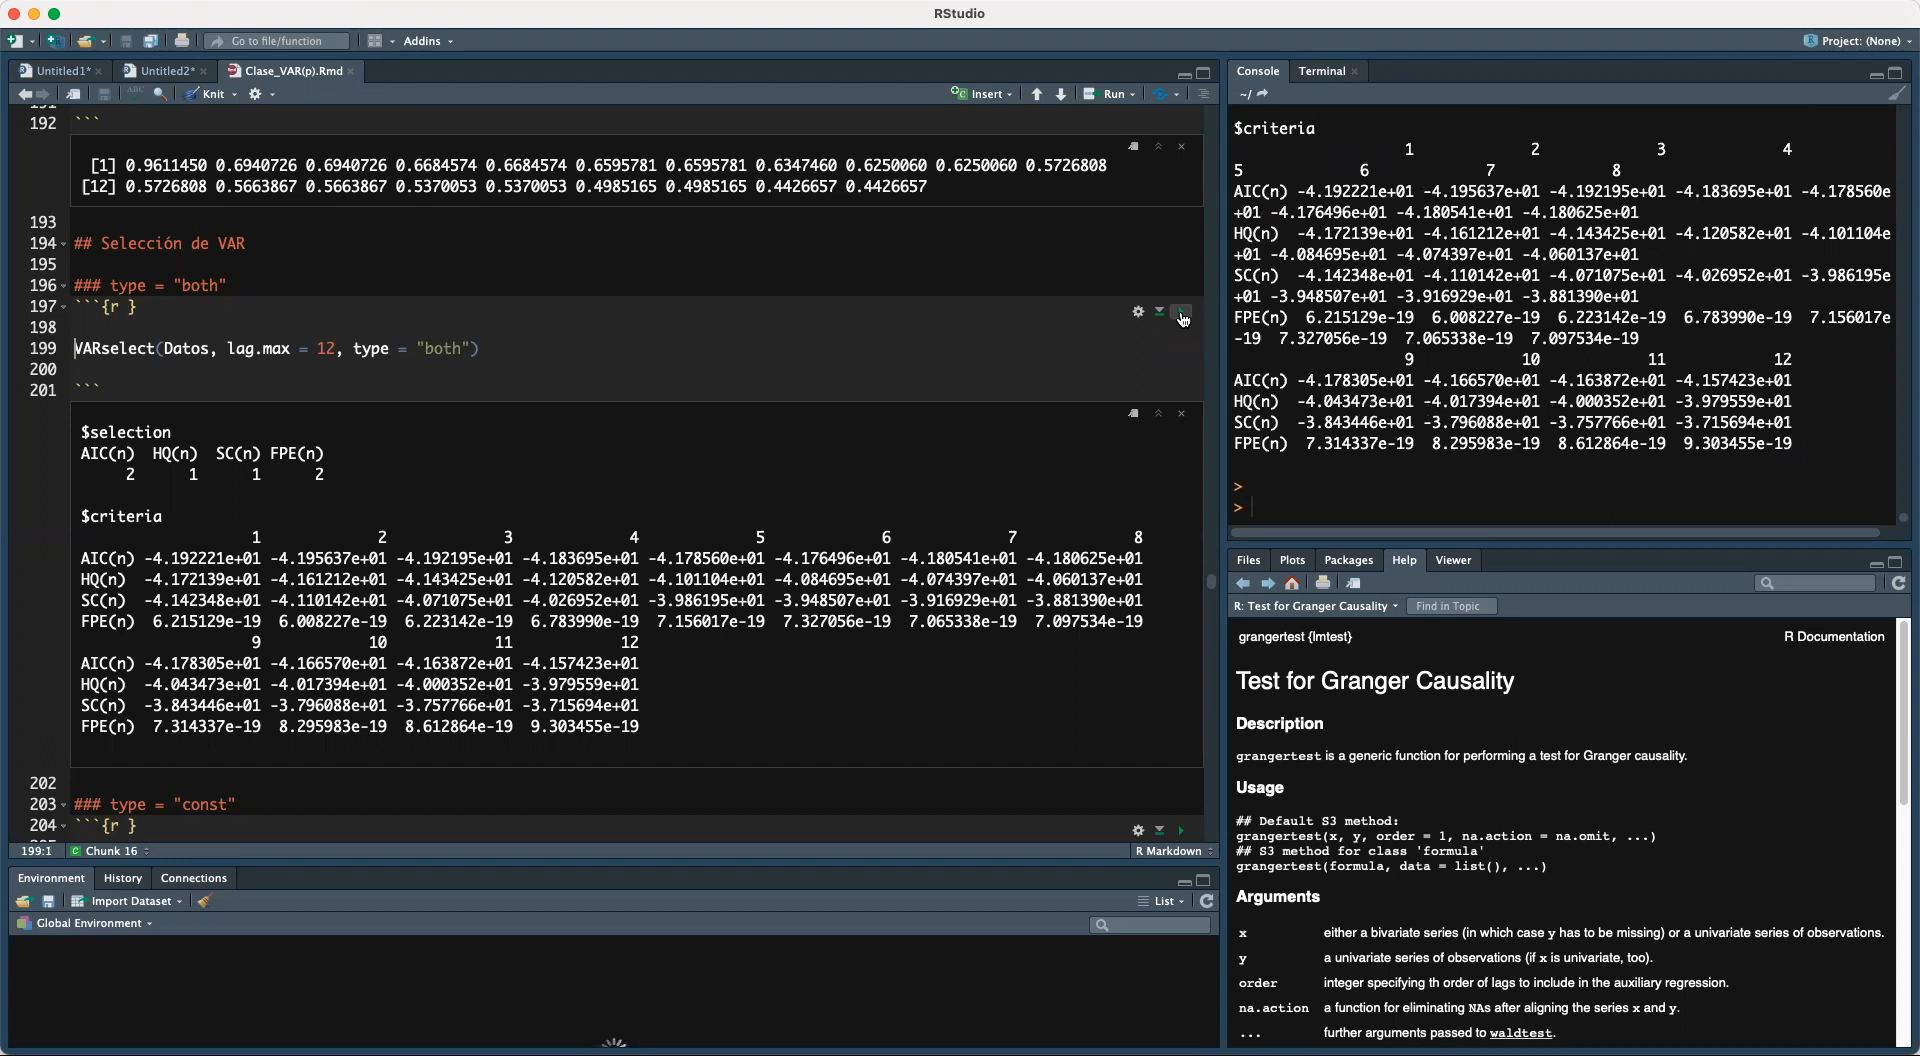 RStudio
Go to file/function
Addins
Project: (None)
Untitled1*
Untitled2*
Clase_VAR(p).Rmd
ABC
Knit
Insert
Run
191
192 ```
[1] 0.9611450 0.6940726 0.6940726 0.6684574 0.6684574 0.6595781 0.6595781 0.6347460 0.6250060 0.6250060 0.5726808
[12] 0.5726808 0.5663867 0.5663867 0.5370053 0.5370053 0.4985165 0.4985165 0.4426657 0.4426657
193
194 ## Selección de VAR
195
196 ### type = "both"
197 ```{r }
198
199 VARselect(Datos, lag.max = 12, type = "both")
200
201 ```
$selection
AIC(n) HQ(n) SC(n) FPE(n)
2 1 1 2
$criteria
1 2 3 4 5 6 7 8
AIC(n) -4.192221e+01 -4.195637e+01 -4.192195e+01 -4.183695e+01 -4.178560e+01 -4.176496e+01 -4.180541e+01 -4.180625e+01
HQ(n) -4.172139e+01 -4.161212e+01 -4.143425e+01 -4.120582e+01 -4.101104e+01 -4.084695e+01 -4.074397e+01 -4.060137e+01
SC(n) -4.142348e+01 -4.110142e+01 -4.071075e+01 -4.026952e+01 -3.986195e+01 -3.948507e+01 -3.916929e+01 -3.881390e+01
FPE(n) 6.215129e-19 6.008227e-19 6.223142e-19 6.783990e-19 7.156017e-19 7.327056e-19 7.065338e-19 7.097534e-19
9 10 11 12
AIC(n) -4.178305e+01 -4.166570e+01 -4.163872e+01 -4.157423e+01
HQ(n) -4.043473e+01 -4.017394e+01 -4.000352e+01 -3.979559e+01
SC(n) -3.843446e+01 -3.796088e+01 -3.757766e+01 -3.715694e+01
FPE(n) 7.314337e-19 8.295983e-19 8.612864e-19 9.303455e-19
202
203 ### type = "const"
204 ```{r }
199:1 Chunk 16 R Markdown
Environment History Connections
Import Dataset List
Global Environment
Console Terminal
~/
$criteria
1 2 3 4
5 6 7 8
AIC(n) -4.192221e+01 -4.195637e+01 -4.192195e+01 -4.183695e+01 -4.178560e
+01 -4.176496e+01 -4.180541e+01 -4.180625e+01
HQ(n) -4.172139e+01 -4.161212e+01 -4.143425e+01 -4.120582e+01 -4.101104e
+01 -4.084695e+01 -4.074397e+01 -4.060137e+01
SC(n) -4.142348e+01 -4.110142e+01 -4.071075e+01 -4.026952e+01 -3.986195e
+01 -3.948507e+01 -3.916929e+01 -3.881390e+01
FPE(n) 6.215129e-19 6.008227e-19 6.223142e-19 6.783990e-19 7.156017e
-19 7.327056e-19 7.065338e-19 7.097534e-19
9 10 11 12
AIC(n) -4.178305e+01 -4.166570e+01 -4.163872e+01 -4.157423e+01
HQ(n) -4.043473e+01 -4.017394e+01 -4.000352e+01 -3.979559e+01
SC(n) -3.843446e+01 -3.796088e+01 -3.757766e+01 -3.715694e+01
FPE(n) 7.314337e-19 8.295983e-19 8.612864e-19 9.303455e-19
>
>
Files Plots Packages Help Viewer
R: Test for Granger Causality Find in Topic
grangertest {lmtest} R Documentation
Test for Granger Causality
Description
grangertest is a generic function for performing a test for Granger causality.
Usage
## Default S3 method:
grangertest(x, y, order = 1, na.action = na.omit, ...)
## S3 method for class 'formula'
grangertest(formula, data = list(), ...)
Arguments
x either a bivariate series (in which case y has to be missing) or a univariate series of observations.
y a univariate series of observations (if x is univariate, too).
order integer specifying th order of lags to include in the auxiliary regression.
na.action a function for eliminating NAs after aligning the series x and y.
... further arguments passed to waldtest.